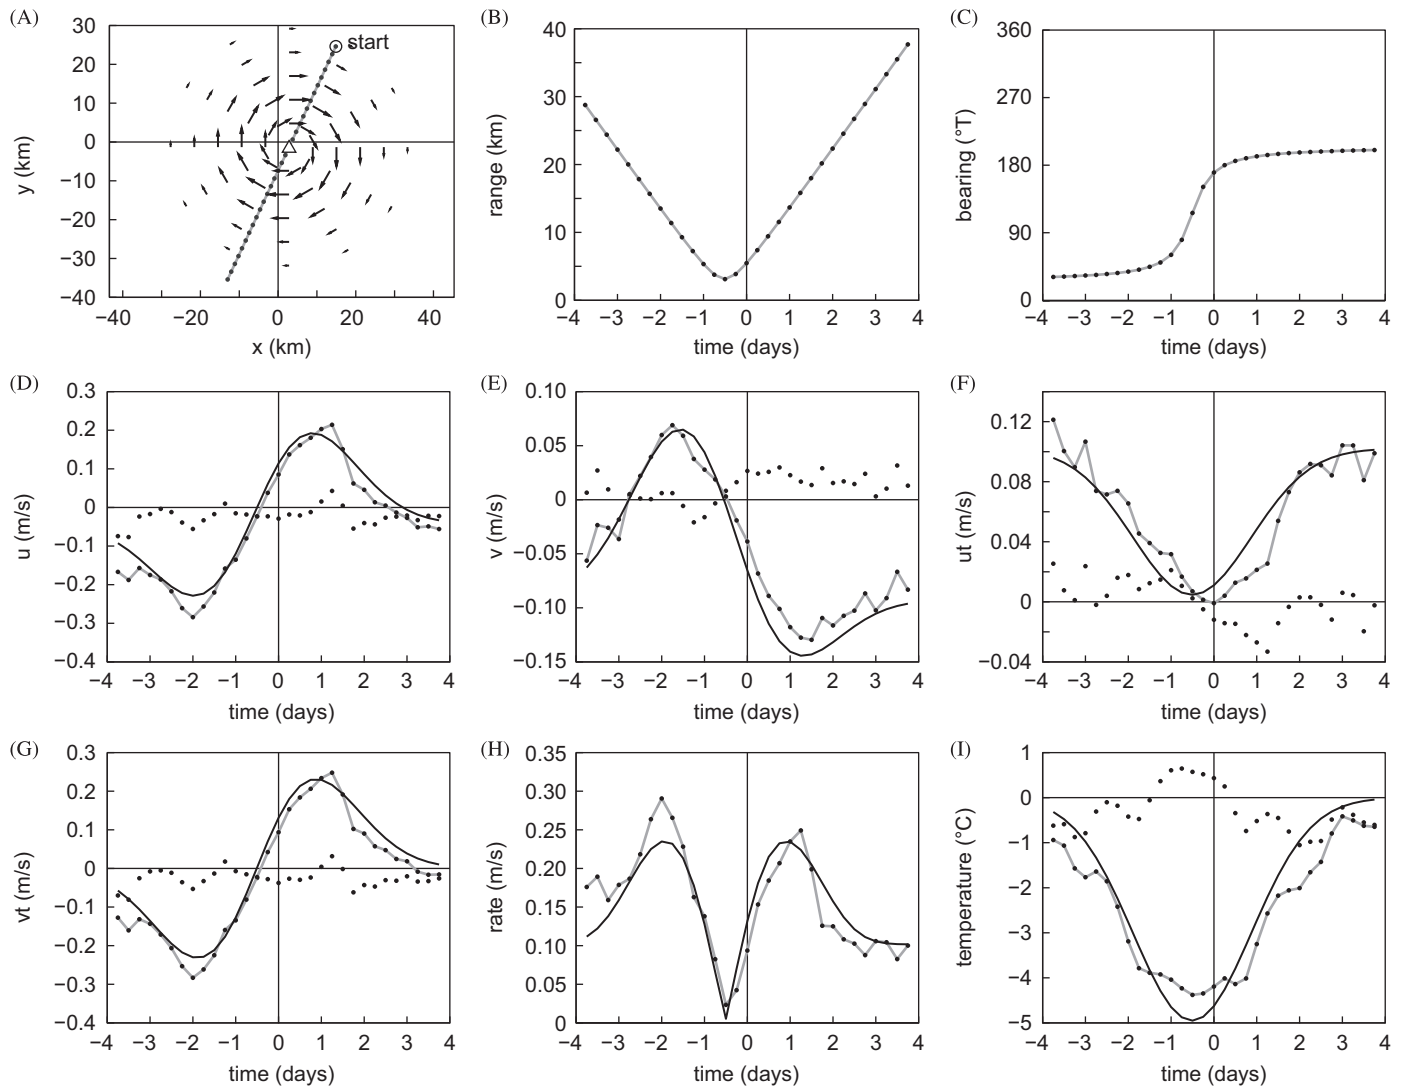 (A)
30
20
10
0
−10
−20
−30
−40
y (km)
start
−40 −20 0 20 40
x (km)
(B)
40
30
20
10
0
range (km)
−4 −3 −2 −1 0 1 2 3 4
time (days)
(C)
360
270
180
90
0
bearing (°T)
−4 −3 −2 −1 0 1 2 3 4
time (days)
(D)
0.3
0.2
0.1
0
−0.1
−0.2
−0.3
−0.4
u (m/s)
−4 −3 −2 −1 0 1 2 3 4
time (days)
(E)
0.10
0.05
0
−0.05
−0.10
−0.15
v (m/s)
−4 −3 −2 −1 0 1 2 3 4
time (days)
(F)
0.12
0.08
0.04
0
−0.04
ut (m/s)
−4 −3 −2 −1 0 1 2 3 4
time (days)
(G)
0.3
0.2
0.1
0
−0.1
−0.2
−0.3
−0.4
vt (m/s)
−4 −3 −2 −1 0 1 2 3 4
time (days)
(H)
0.35
0.30
0.25
0.20
0.15
0.10
0.05
0
rate (m/s)
−4 −3 −2 −1 0 1 2 3 4
time (days)
(I)
1
0
−1
−2
−3
−4
−5
temperature (°C)
−4 −3 −2 −1 0 1 2 3 4
time (days)